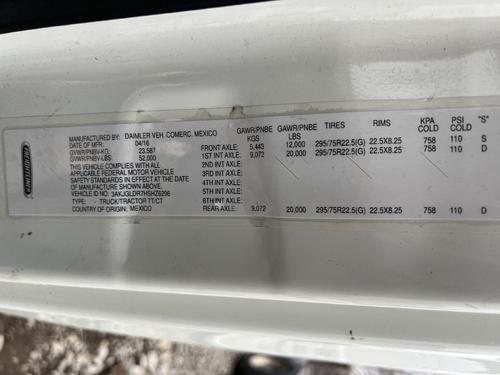 GAWR/PNBE GAWR/PNBE TIRES RIMS KPA PSI "S"
KGS LBS COLD COLD
MANUFACTURED BY: DAIMLER VEH. COMERC. MEXICO
DATE OF MFR: 04/16 FRONT AXLE: 5,443 12,000 295/75R22.5(G) 22.5X8.25 758 110 S
GVWR/PNBV-KG: 23,587 1ST INT AXLE: 9,072 20,000 295/75R22.5(G) 22.5X8.25 758 110 D
GVWR/PNBV-LBS: 52,000 2ND INT AXLE:
THIS VEHICLE COMPLIES WITH ALL 3RD INT AXLE:
APPLICABLE FEDERAL MOTOR VEHICLE 4TH INT AXLE:
SAFETY STANDARDS IN EFFECT AT THE DATE 5TH INT AXLE:
OF MANUFACTURE SHOWN ABOVE. 6TH INT AXLE:
VEHICLE ID NO.: REAR AXLE: 9,072 20,000 295/75R22.5(G) 22.5X8.25 758 110 D
TYPE: - TRUCK/TRACTOR TT/CT
COUNTRY OF ORIGIN: MEXICO
FREIGHTLINER